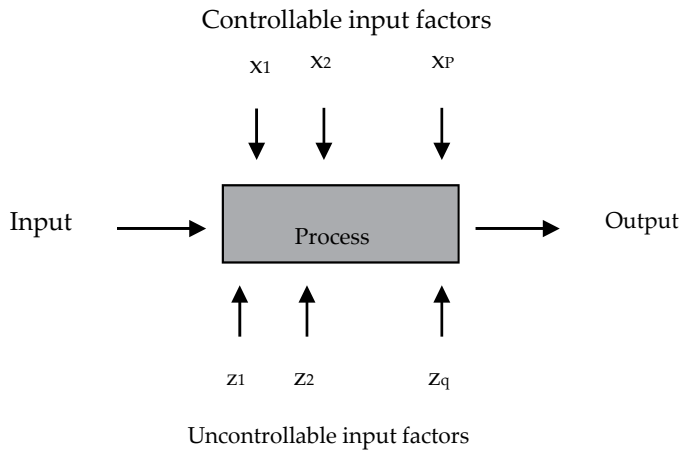 Controllable input factors
x1 x2 xP
Input Process Output
z1 z2 zq
Uncontrollable input factors